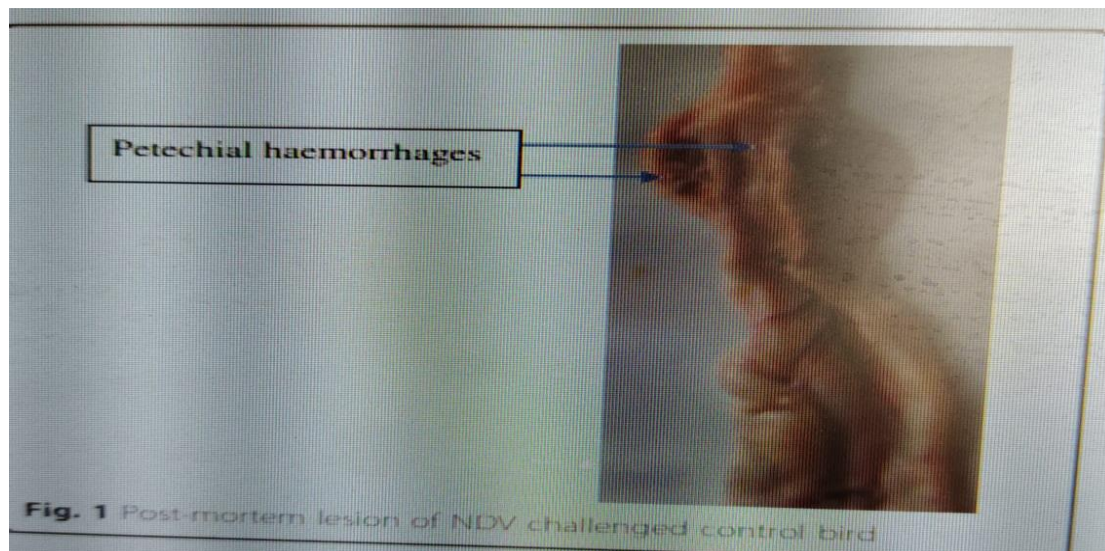 Petechial haemorrhages
Fig. 1 Post-mortem lesion of NDV challenged control bird